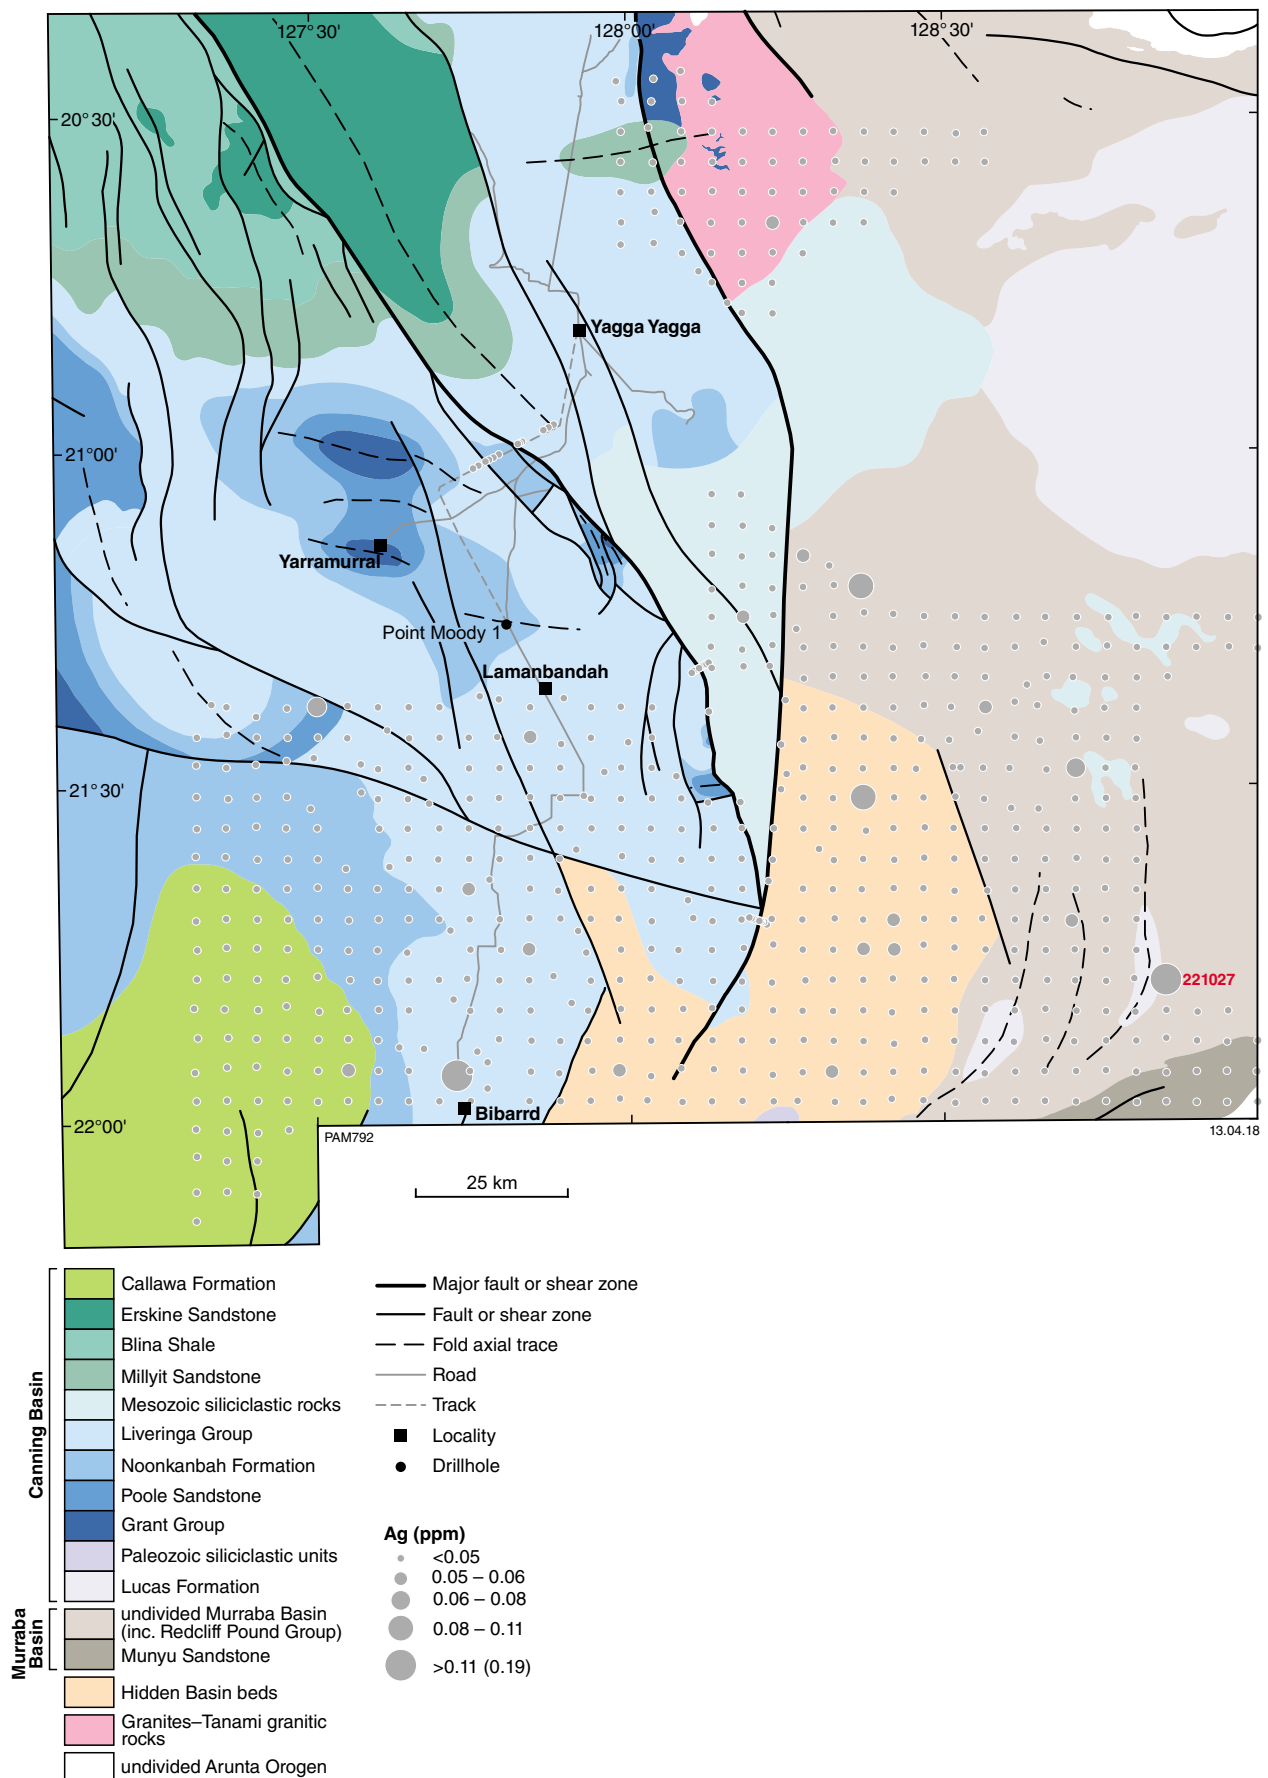 127°30'
128°00'
128°30'
20°30'
Yagga Yagga
21°00'
Yarramurral
Point Moody 1
Lamanbandah
21°30'
221027
Bibarrd
22°00'
PAM792
13.04.18
25 km
Canning Basin
Callawa Formation
Erskine Sandstone
Blina Shale
Millyit Sandstone
Mesozoic siliciclastic rocks
Liveringa Group
Noonkanbah Formation
Poole Sandstone
Grant Group
Paleozoic siliciclastic units
Lucas Formation
Murraba
Basin
undivided Murraba Basin
(inc. Redcliff Pound Group)
Munyu Sandstone
Hidden Basin beds
Granites–Tanami granitic
rocks
undivided Arunta Orogen
Major fault or shear zone
Fault or shear zone
Fold axial trace
Road
Track
Locality
Drillhole
Ag (ppm)
<0.05
0.05 – 0.06
0.06 – 0.08
0.08 – 0.11
>0.11 (0.19)